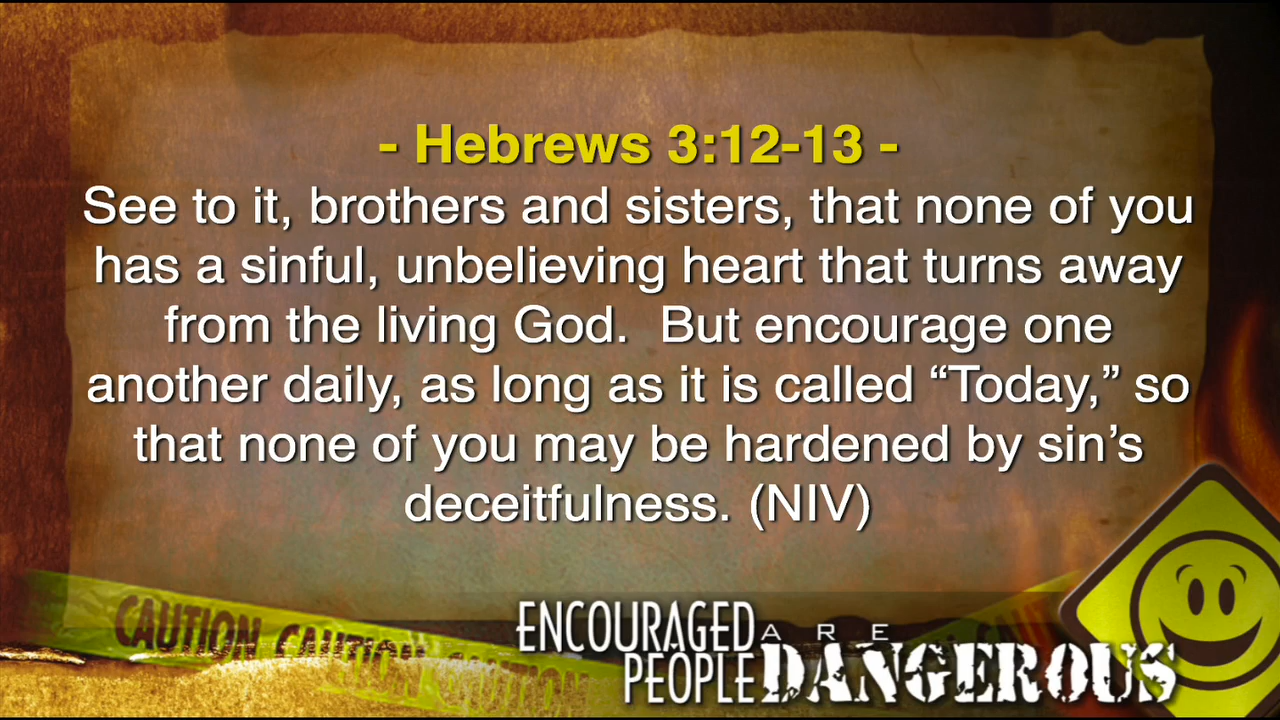 - Hebrews 3:12-13 -
See to it, brothers and sisters, that none of you
has a sinful, unbelieving heart that turns away
from the living God.  But encourage one
another daily, as long as it is called “Today,” so
that none of you may be hardened by sin’s
deceitfulness. (NIV)
CAUTION CAUTION CAUTION CA
ENCOURAGED ARE
PEOPLE DANGEROUS